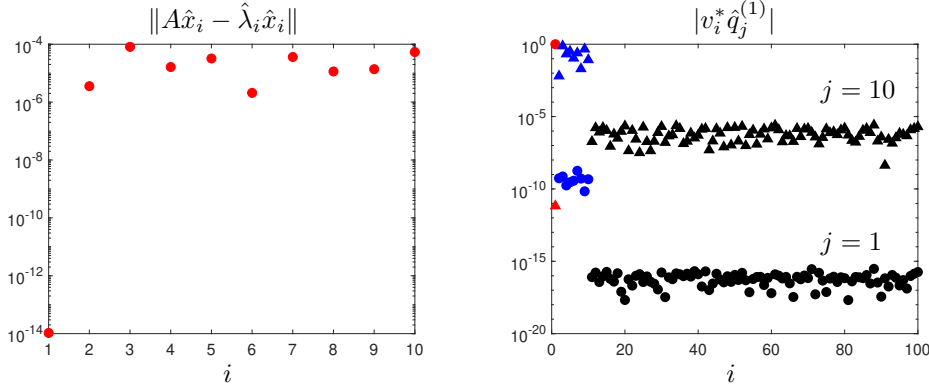 ‖Ax̂ᵢ − λ̂ᵢx̂ᵢ‖
10⁻⁴
10⁻⁶
10⁻⁸
10⁻¹⁰
10⁻¹²
10⁻¹⁴
1 2 3 4 5 6 7 8 9 10
i
|vᵢ* q̂ⱼ⁽¹⁾|
10⁰
10⁻⁵
10⁻¹⁰
10⁻¹⁵
10⁻²⁰
j = 10
j = 1
0 20 40 60 80 100
i